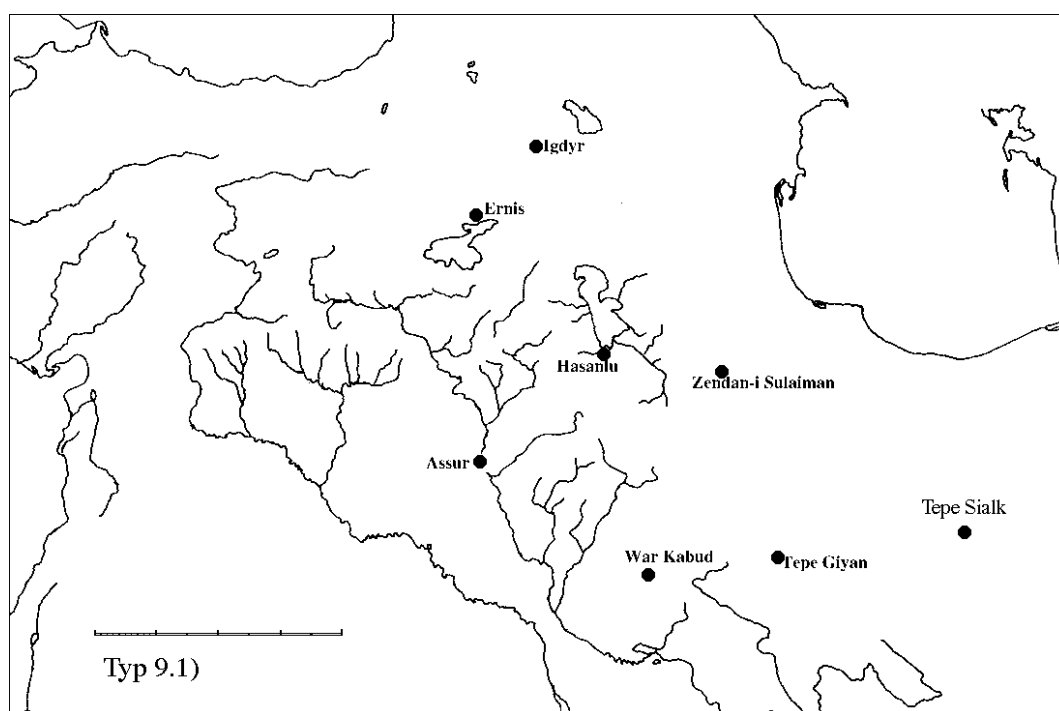 Igdyr
Ernis
Hasanlu
Zendan-i Sulaiman
Assur
Tepe Sialk
War Kabud
Tepe Giyan
Typ 9.1)